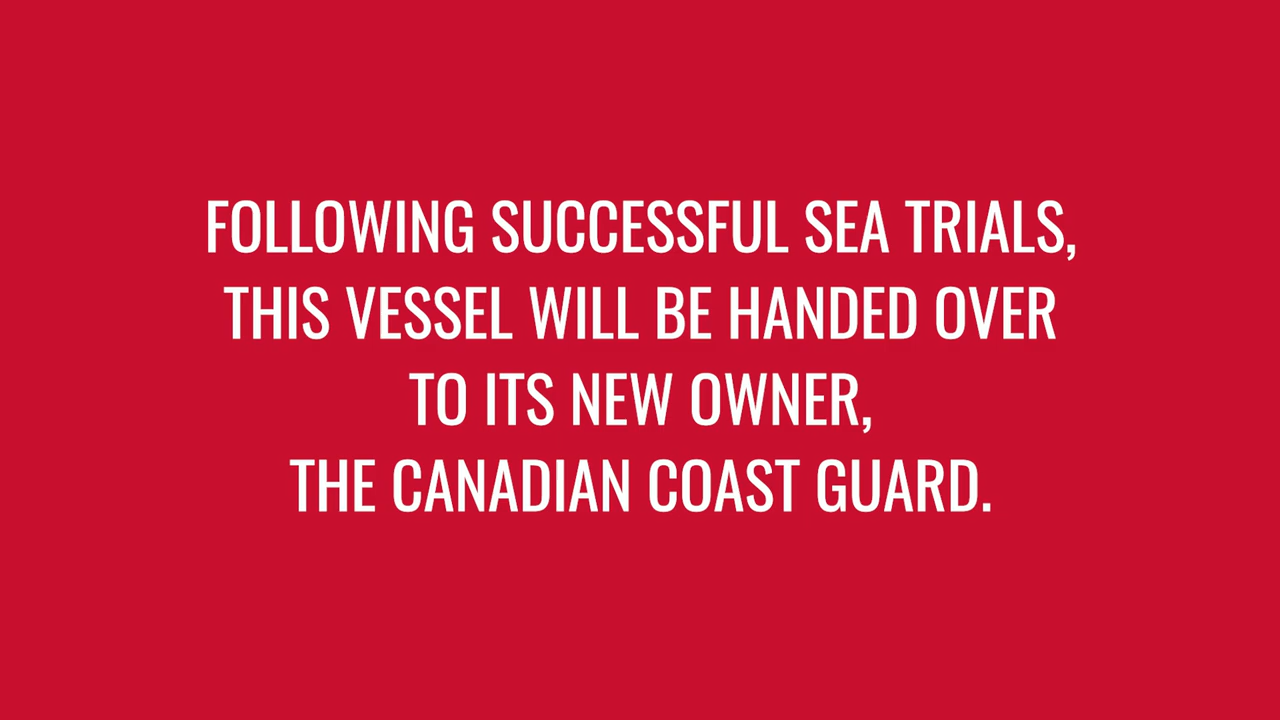 FOLLOWING SUCCESSFUL SEA TRIALS,
THIS VESSEL WILL BE HANDED OVER
TO ITS NEW OWNER,
THE CANADIAN COAST GUARD.